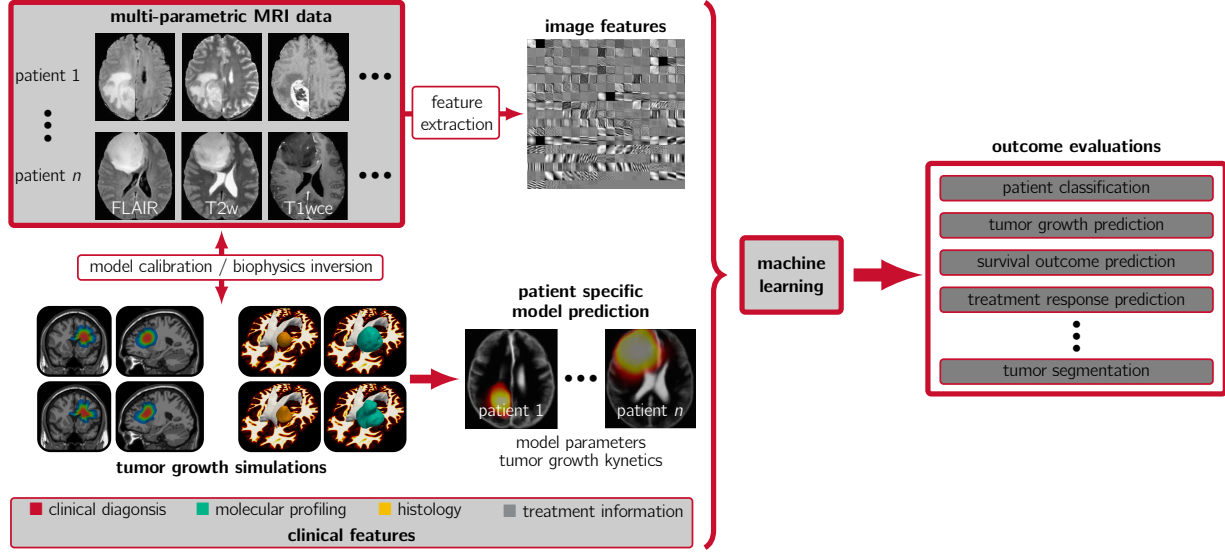 multi-parametric MRI data
patient 1
patient n
FLAIR
T2w
T1wce
feature
extraction
image features
model calibration / biophysics inversion
tumor growth simulations
patient specific
model prediction
patient 1
patient n
model parameters
tumor growth kynetics
clinical diagonsis
molecular profiling
histology
treatment information
clinical features
machine
learning
outcome evaluations
patient classification
tumor growth prediction
survival outcome prediction
treatment response prediction
tumor segmentation